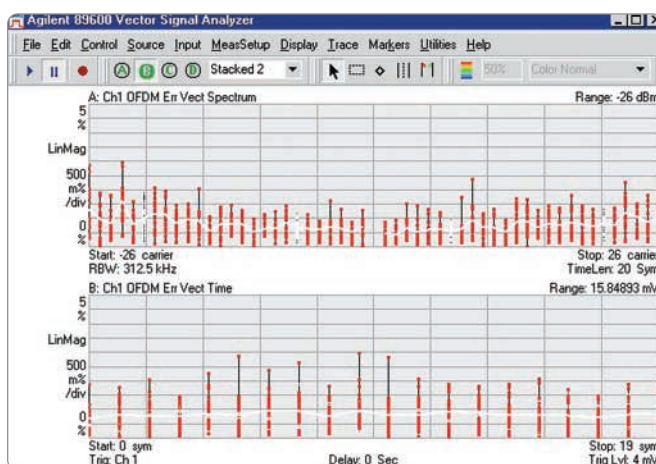 Agilent 89600 Vector Signal Analyzer
File Edit Control Source Input MeasSetup Display Trace Markers Utilities Help
A B C D Stacked 2 50% Color Normal
A: Ch1 OFDM Err Vect Spectrum Range: -26 dBm
5
%
LinMag
500
m%
/div
0
%
Start: -26 carrier Stop: 26 carrier
RBW: 312.5 kHz TimeLen: 20 Sym
B: Ch1 OFDM Err Vect Time Range: 15.84893 mV
5
%
LinMag
500
m%
/div
0
%
Start: 0 sym Stop: 19 sym
Trig: Ch 1 Delay: 0 Sec Trig Lvl: 4 mV